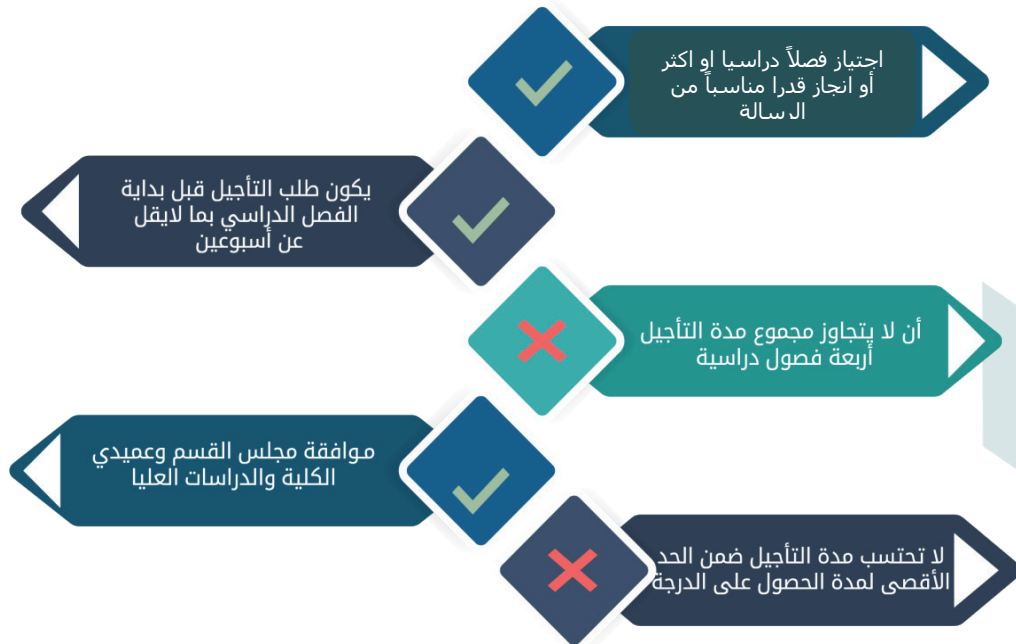 اجتياز فصلاً دراسيا او اكثر
أو انجاز قدرا مناسباً من
الرسالة
يكون طلب التأجيل قبل بداية
الفصل الدراسي بما لايقل
عن أسبوعين
أن لا يتجاوز مجموع مدة التأجيل
أربعة فصول دراسية
موافقة مجلس القسم وعميدي
الكلية والدراسات العليا
لا تحتسب مدة التأجيل ضمن الحد
الأقصى لمدة الحصول على الدرجة